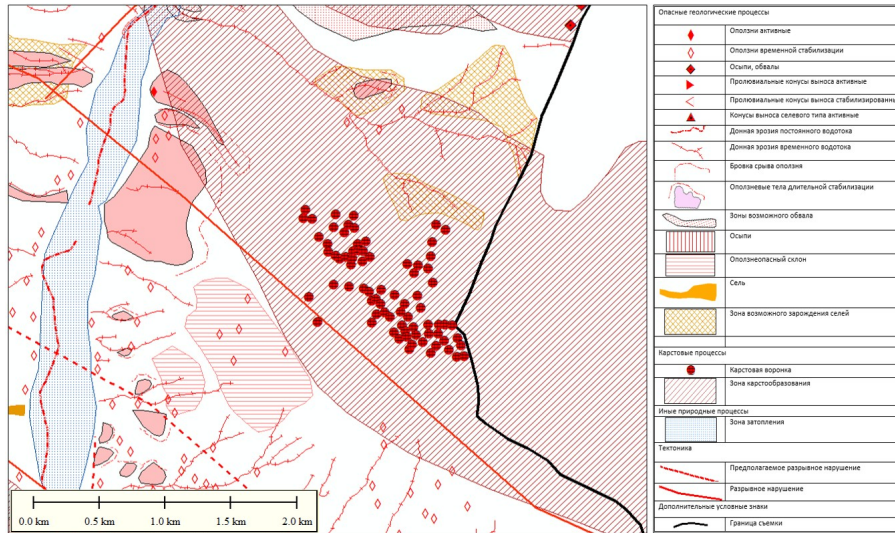 Опасные геологические процессы
Оползни активные
Оползни временной стабилизации
Осыпи, обвалы
Пролювиальные конусы выноса активные
Пролювиальные конусы выноса стабилизированн
Конусы выноса селевого типа активные
Донная эрозия постоянного водотока
Донная эрозия временного водотока
Бровка срыва оползня
Оползневые тела длительной стабилизации
Зоны возможного обвала
Осыпи
Оползнеопасный склон
Сель
Зона возможного зарождения селей
Карстовые процессы
Карстовая воронка
Зона карстообразования
Иные природные процессы
Зона затопления
Тектоника
Предполагаемое разрывное нарушение
Разрывное нарушение
Дополнительные условные знаки
Граница съемки
0.0 km 0.5 km 1.0 km 1.5 km 2.0 km